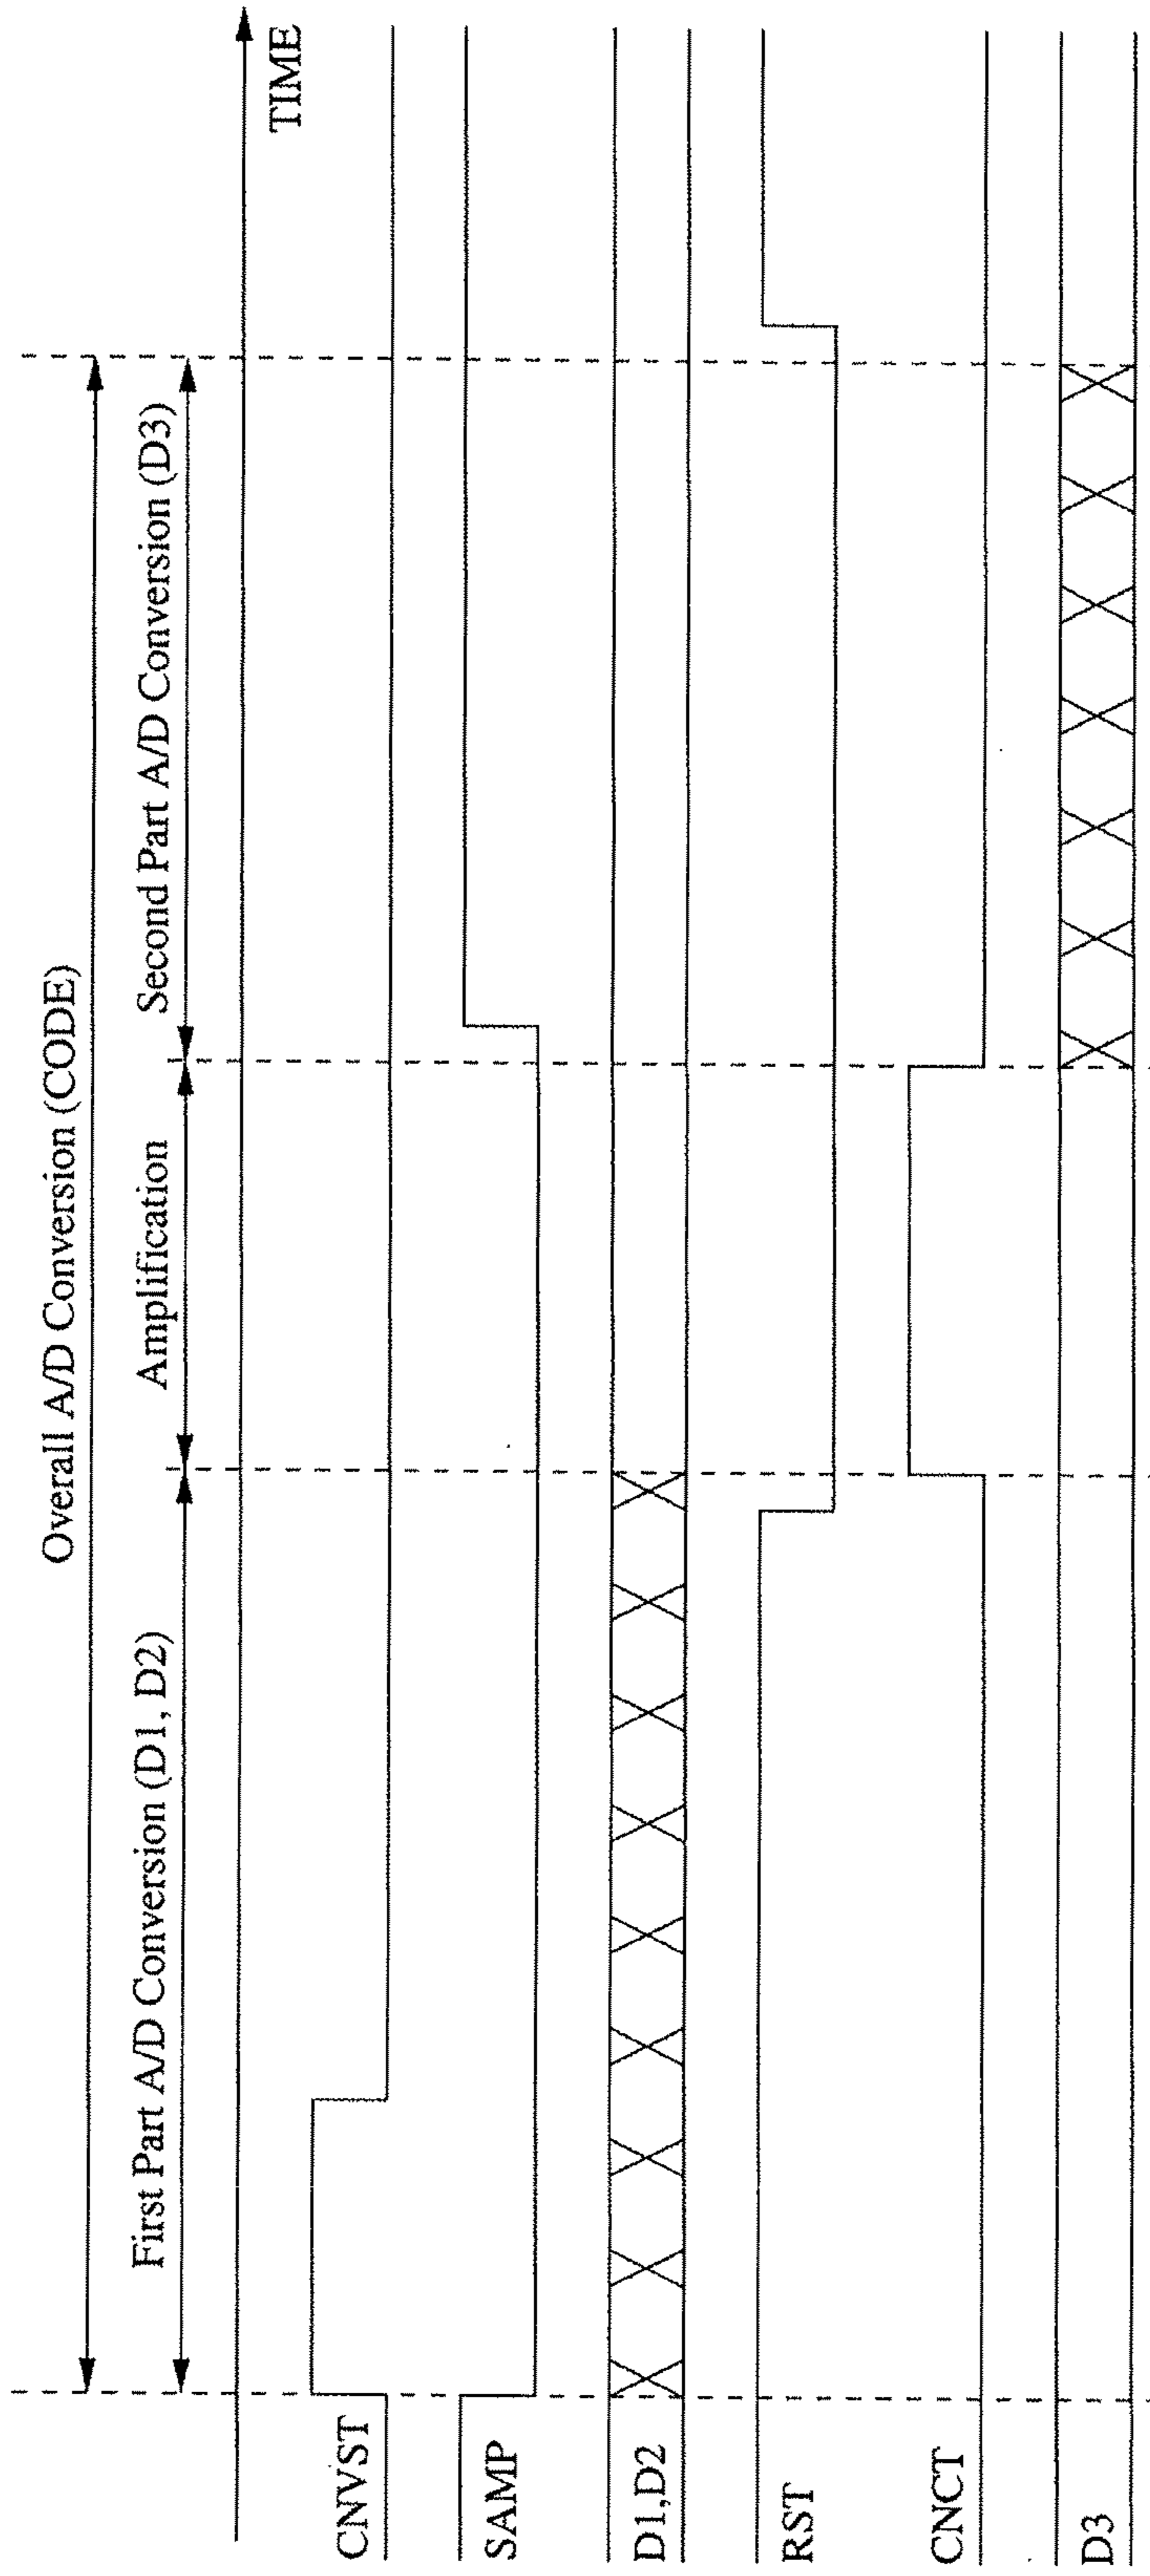 Overall A/D Conversion (CODE)
First Part A/D Conversion (D1, D2)
Amplification
Second Part A/D Conversion (D3)
TIME
CNVST
SAMP
D1,D2
RST
CNCT
D3